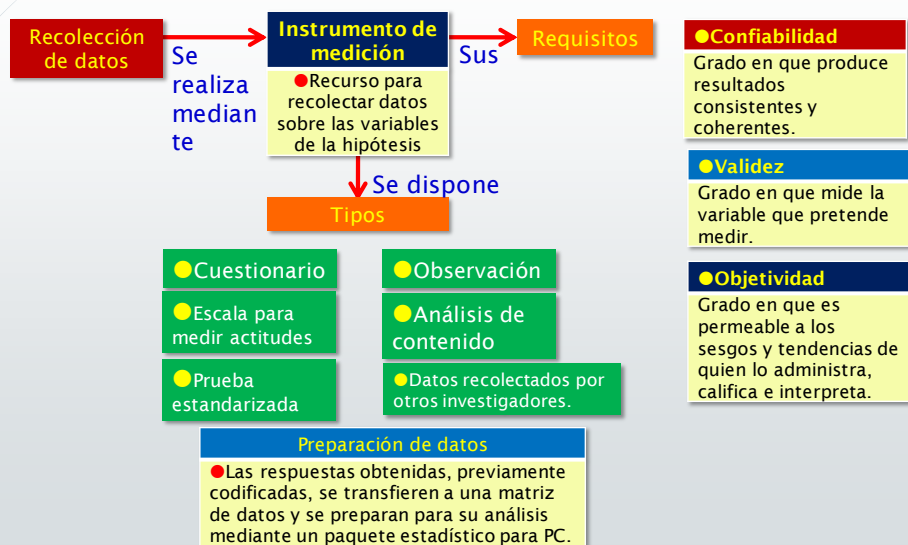 Recolección
de datos
Se
realiza
median
te
Instrumento de
medición
●Recurso para
recolectar datos
sobre las variables
de la hipótesis
Sus
Requisitos
●Confiabilidad
Grado en que produce
resultados
consistentes y
coherentes.
●Validez
Grado en que mide la
variable que pretende
medir.
●Objetividad
Grado en que es
permeable a los
sesgos y tendencias de
quien lo administra,
califica e interpreta.
Se dispone
Tipos
●Cuestionario
●Escala para
medir actitudes
●Prueba
estandarizada
●Observación
●Análisis de
contenido
●Datos recolectados por
otros investigadores.
Preparación de datos
●Las respuestas obtenidas, previamente
codificadas, se transfieren a una matriz
de datos y se preparan para su análisis
mediante un paquete estadístico para PC.